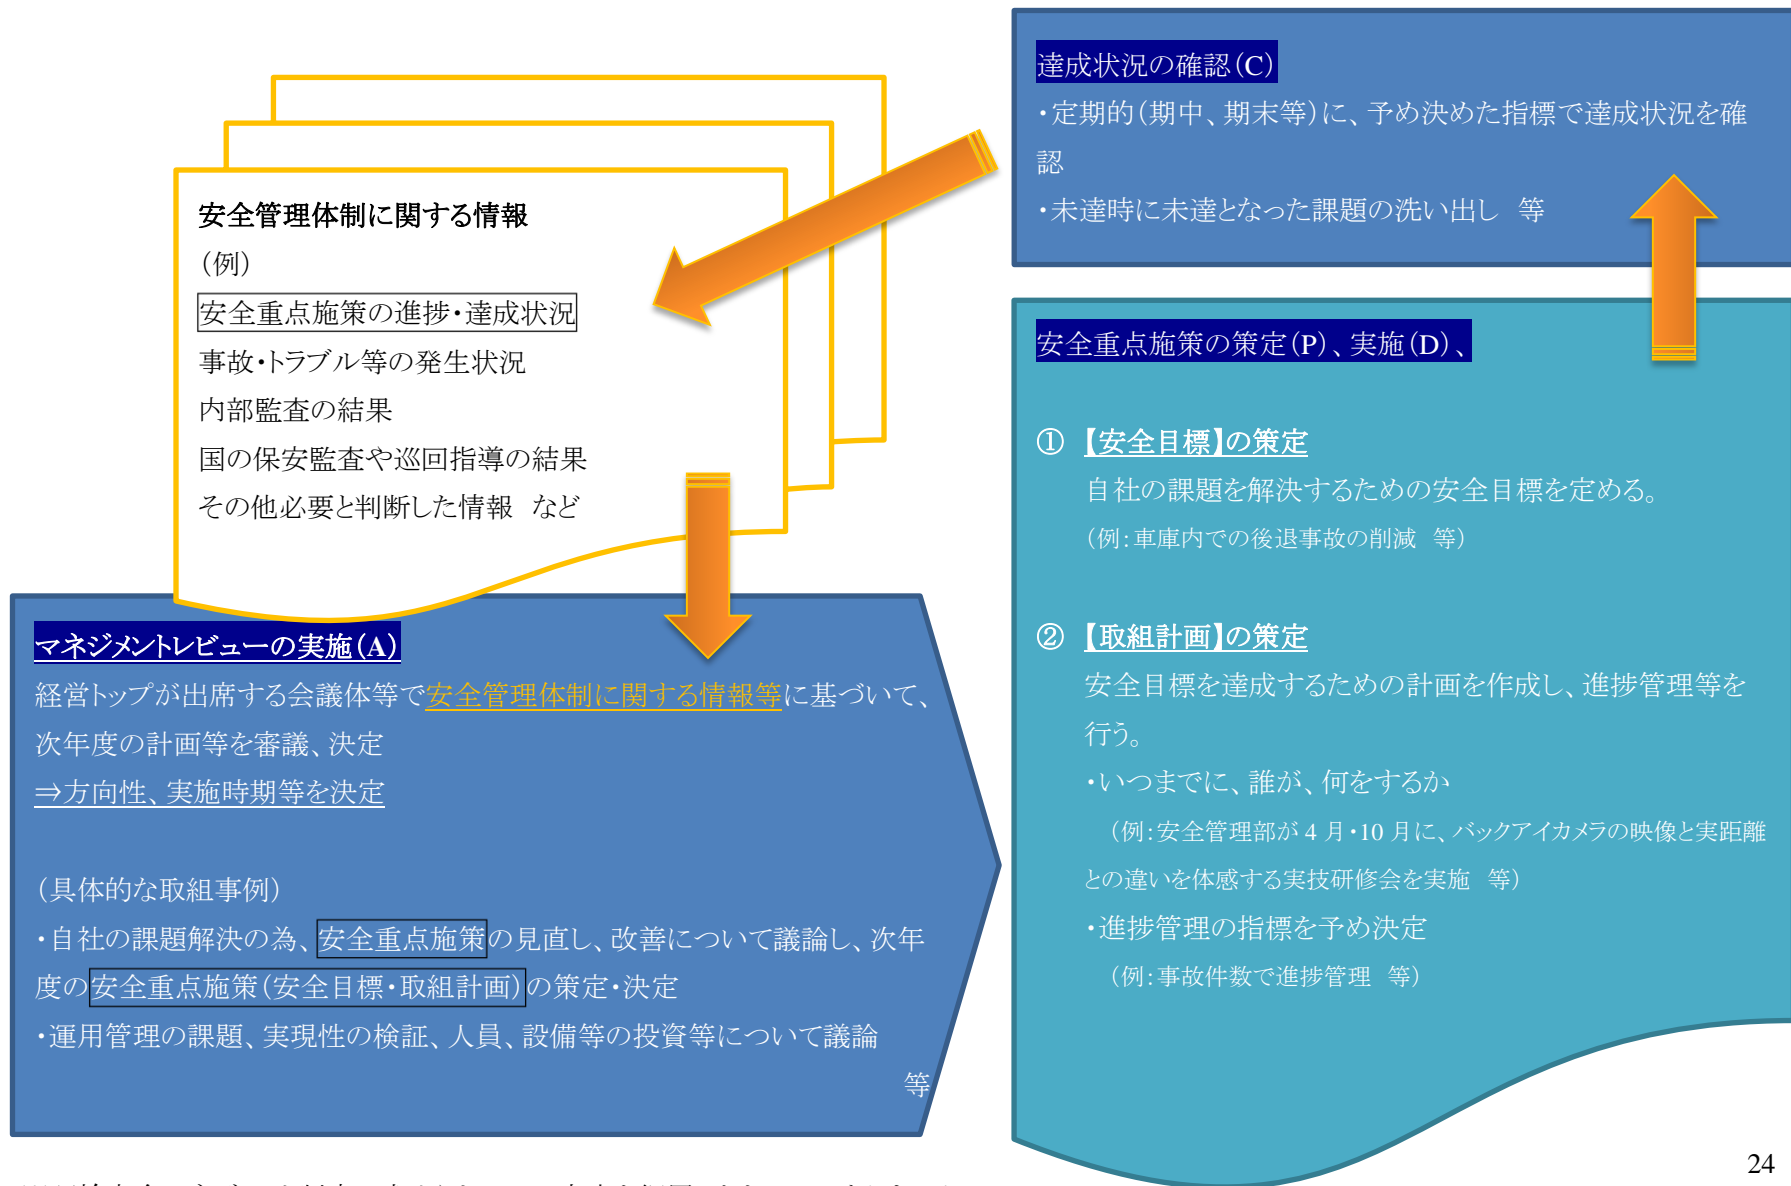 安全管理体制に関する情報
（例）
安全重点施策の進捗・達成状況
事故・トラブル等の発生状況
内部監査の結果
国の保安監査や巡回指導の結果
その他必要と判断した情報　など
マネジメントレビューの実施（A）
経営トップが出席する会議体等で安全管理体制に関する情報等に基づいて、
次年度の計画等を審議、決定
⇒方向性、実施時期等を決定
（具体的な取組事例）
・自社の課題解決の為、安全重点施策の見直し、改善について議論し、次年
度の安全重点施策（安全目標・取組計画）の策定・決定
・運用管理の課題、実現性の検証、人員、設備等の投資等について議論
等
達成状況の確認（C）
・定期的（期中、期末等）に、予め決めた指標で達成状況を確
認
・未達時に未達となった課題の洗い出し　等
安全重点施策の策定（P）、実施（D）、
① 【安全目標】の策定
自社の課題を解決するための安全目標を定める。
（例：車庫内での後退事故の削減　等）
② 【取組計画】の策定
安全目標を達成するための計画を作成し、進捗管理等を
行う。
・いつまでに、誰が、何をするか
（例：安全管理部が 4 月・10 月に、バックアイカメラの映像と実距離
との違いを体感する実技研修会を実施　等）
・進捗管理の指標を予め決定
（例：事故件数で進捗管理　等）
24